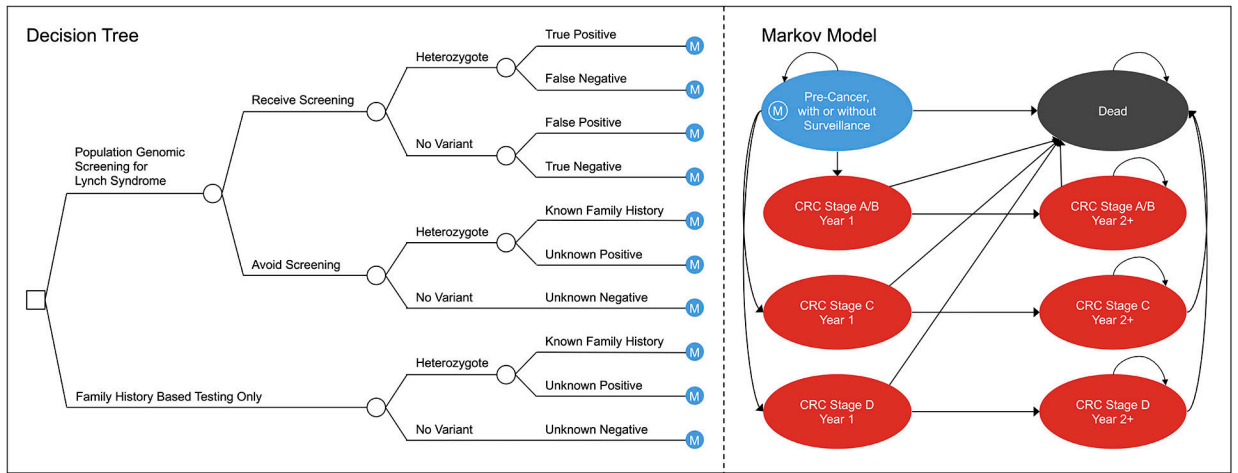 Decision Tree
Population Genomic
Screening for
Lynch Syndrome
Receive Screening
Heterozygote
True Positive
M
False Negative
M
No Variant
False Positive
M
True Negative
M
Avoid Screening
Heterozygote
Known Family History
M
Unknown Positive
M
No Variant
Unknown Negative
M
Family History Based Testing Only
Heterozygote
Known Family History
M
Unknown Positive
M
No Variant
Unknown Negative
M
Markov Model
M
Pre-Cancer,
with or without
Surveillance
Dead
CRC Stage A/B
Year 1
CRC Stage A/B
Year 2+
CRC Stage C
Year 1
CRC Stage C
Year 2+
CRC Stage D
Year 1
CRC Stage D
Year 2+